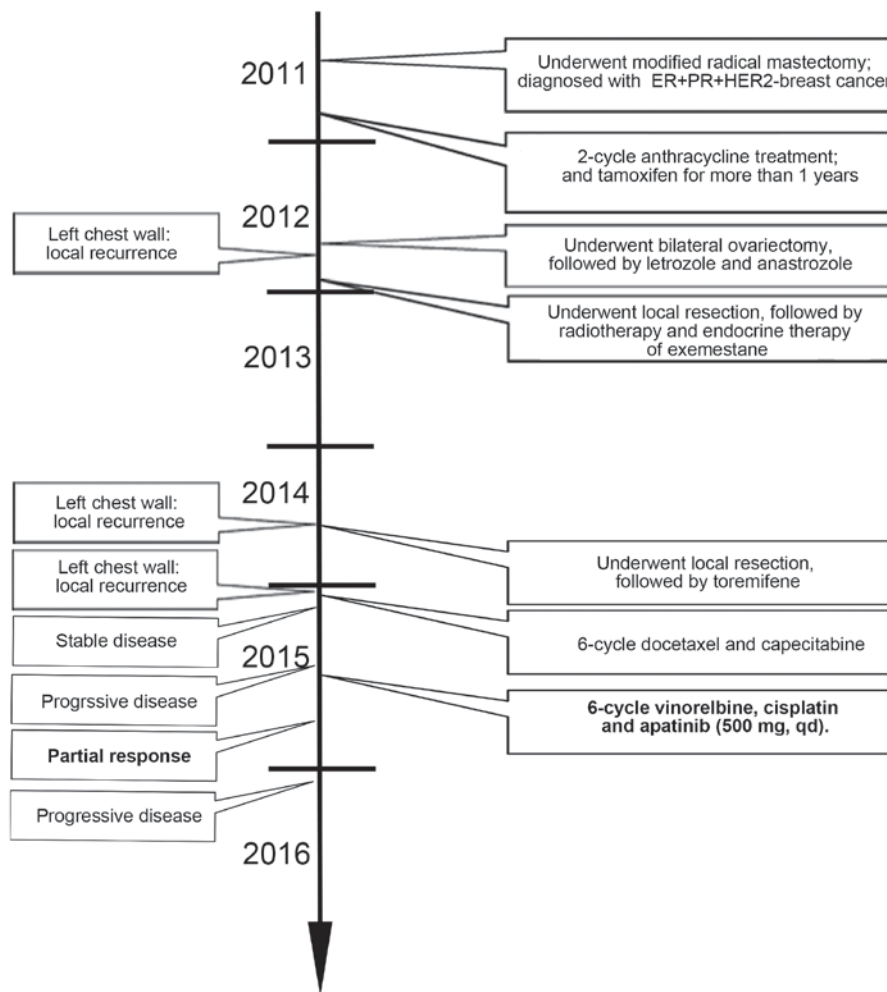 2011
Underwent modified radical mastectomy;
diagnosed with ER+PR+HER2-breast cancer
2-cycle anthracycline treatment;
and tamoxifen for more than 1 years
2012
Left chest wall:
local recurrence
Underwent bilateral ovariectomy,
followed by letrozole and anastrozole
Underwent local resection, followed by
radiotherapy and endocrine therapy
of exemestane
2013
2014
Left chest wall:
local recurrence
Underwent local resection,
followed by toremifene
Left chest wall:
local recurrence
Stable disease
6-cycle docetaxel and capecitabine
2015
Progrssive disease
6-cycle vinorelbine, cisplatin
and apatinib (500 mg, qd).
Partial response
Progressive disease
2016